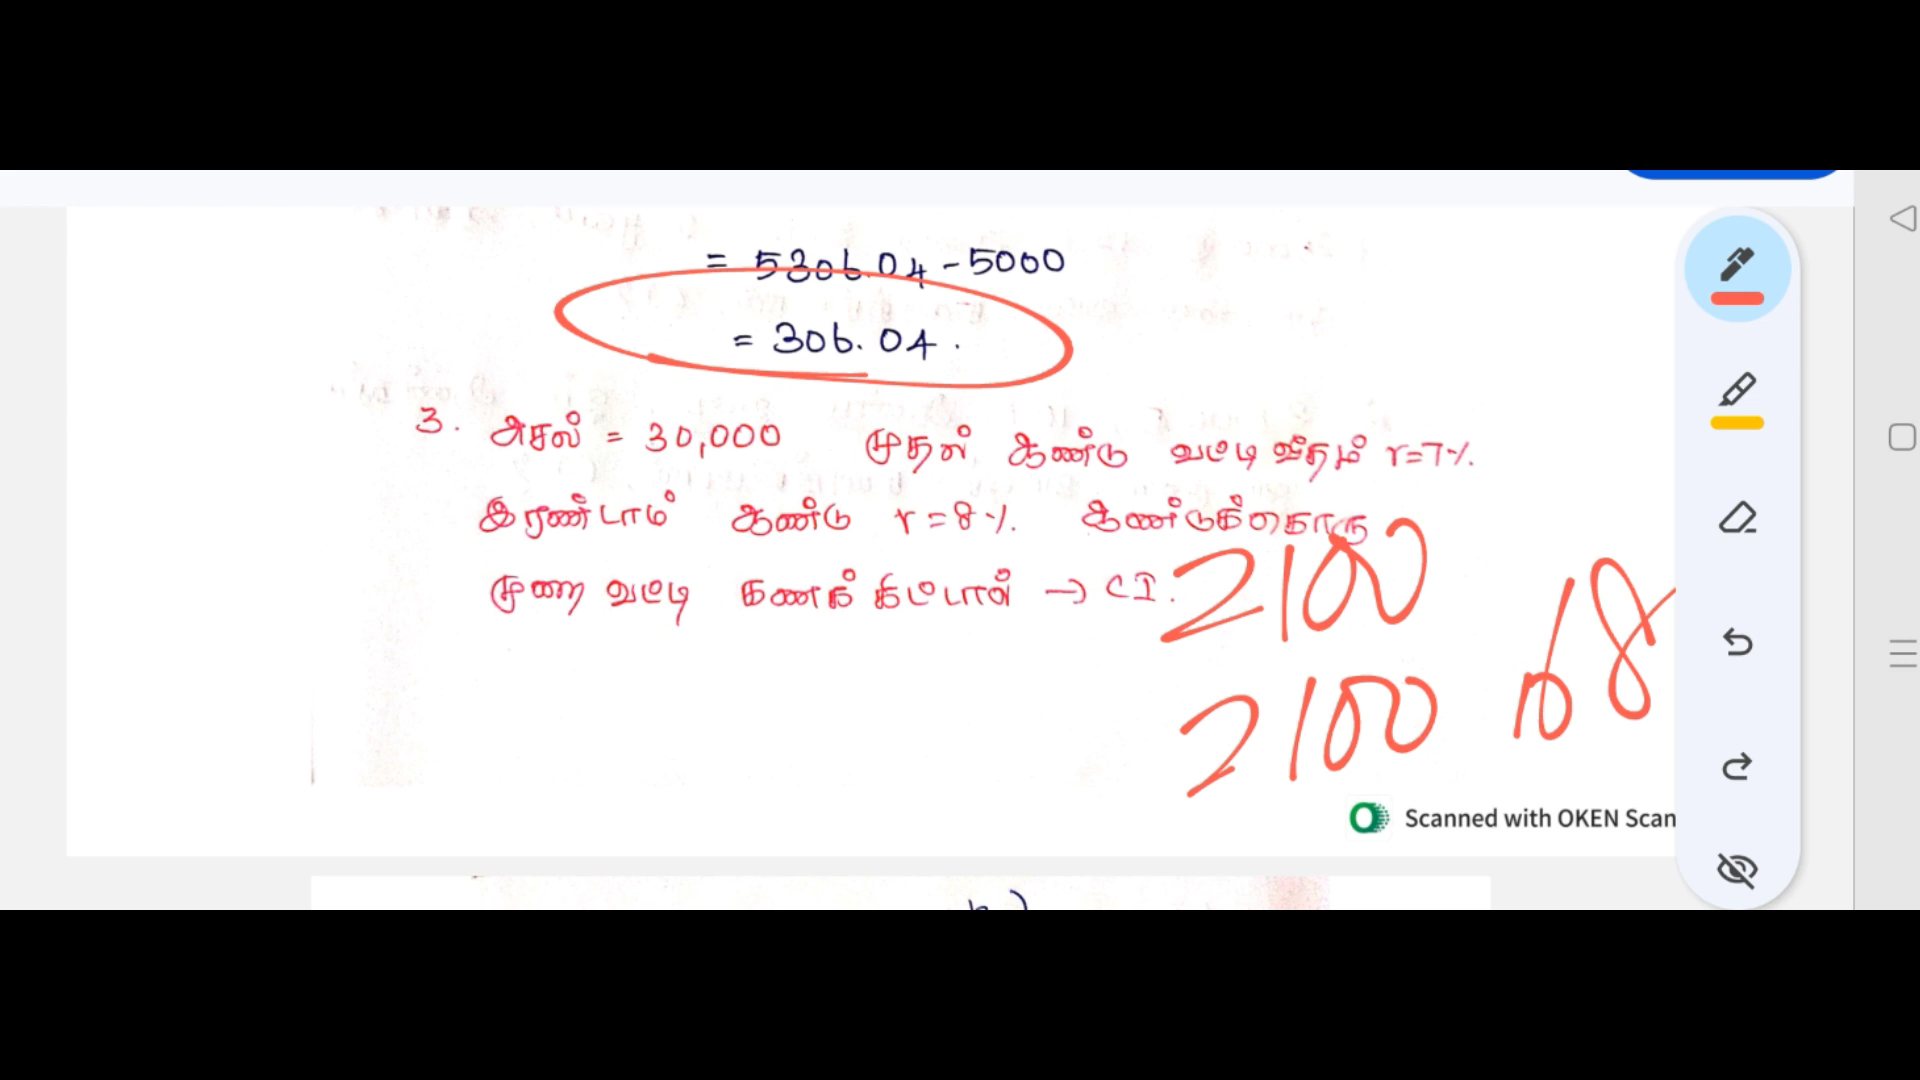 = 5306.04 - 5000
= 306.04.
3. அசல் = 30,000 முதல் ஆண்டு வட்டி வீதம் r=7%.
இரண்டாம் ஆண்டு r = 8%. ஆண்டுக்கொரு
முறை வட்டி கணக்கிட்டால் → CI.
2100
2100 168
Scanned with OKEN Scan